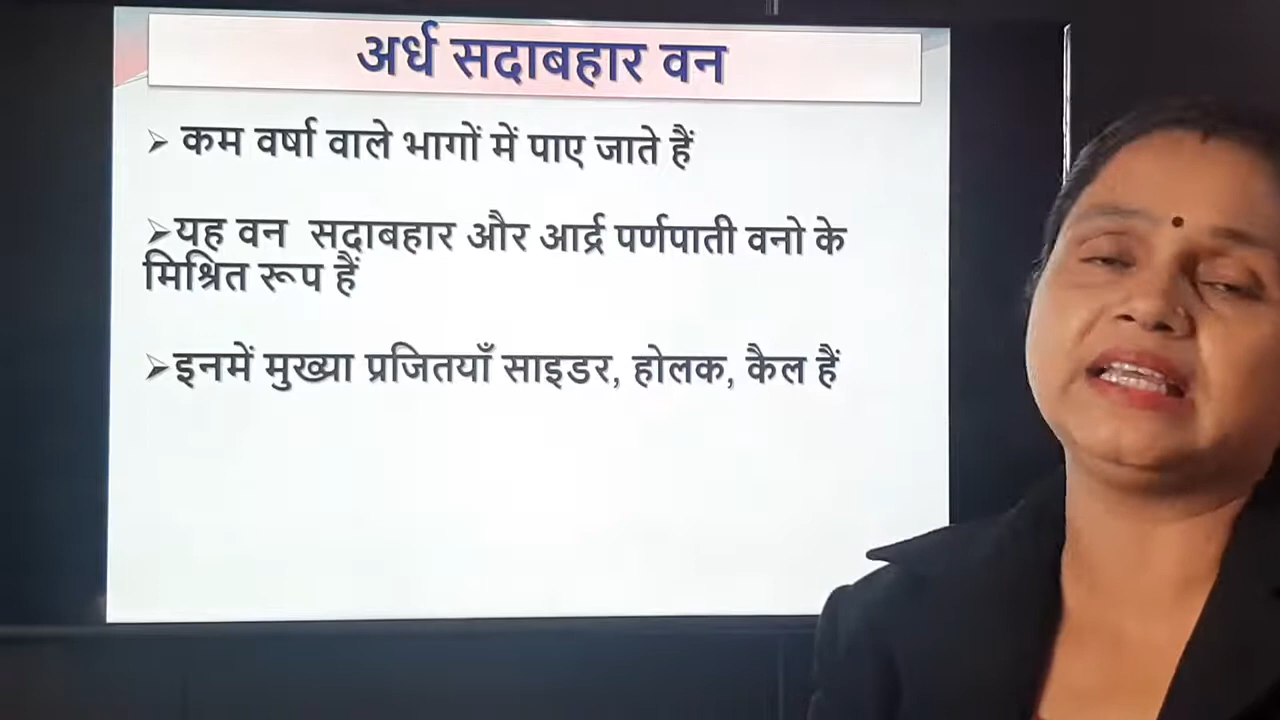 अर्ध सदाबहार वन
➢ कम वर्षा वाले भागों में पाए जाते हैं
➢यह वन सदाबहार और आर्द्र पर्णपाती वनो के
मिश्रित रूप हैं
➢इनमें मुख्या प्रजितयाँ साइडर, होलक, कैल हैं